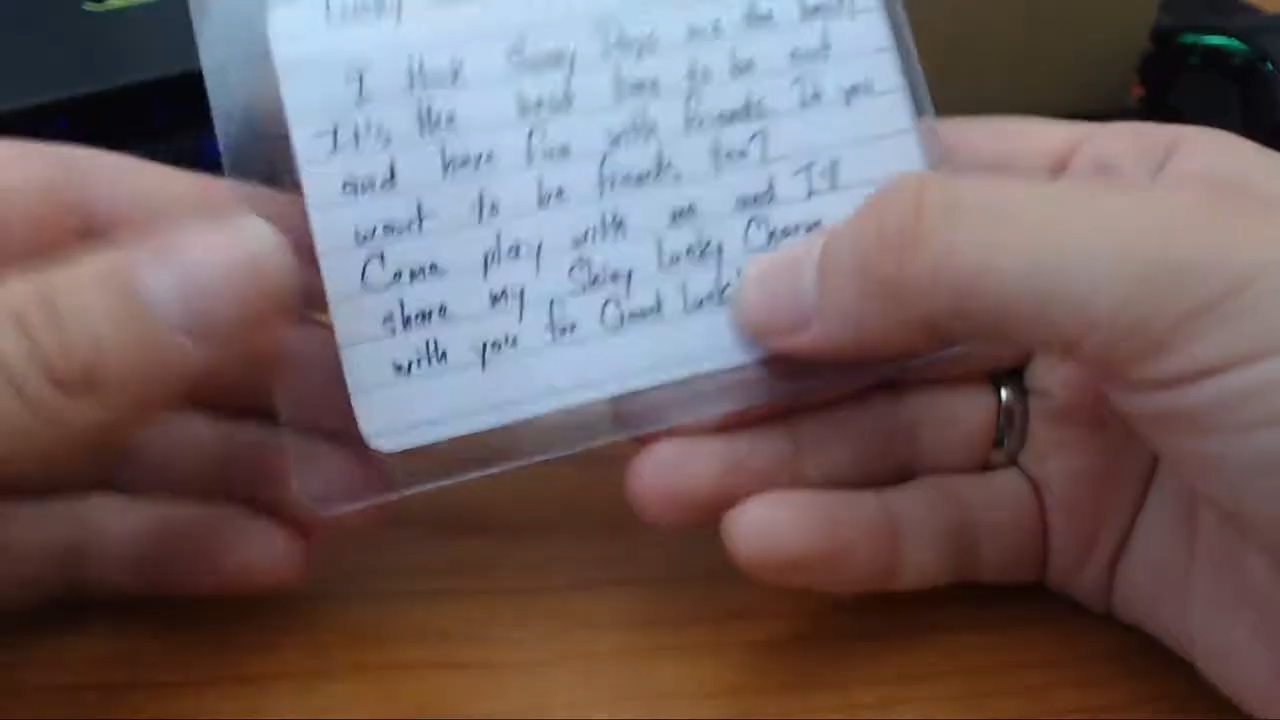 I think Sunny Days are the best!
It's the best time to be out
and have fun with friends. Do you
want to be friends too?
Come play with me and I'll
share my Shiny Lucky Charm
with you for Good Luck!